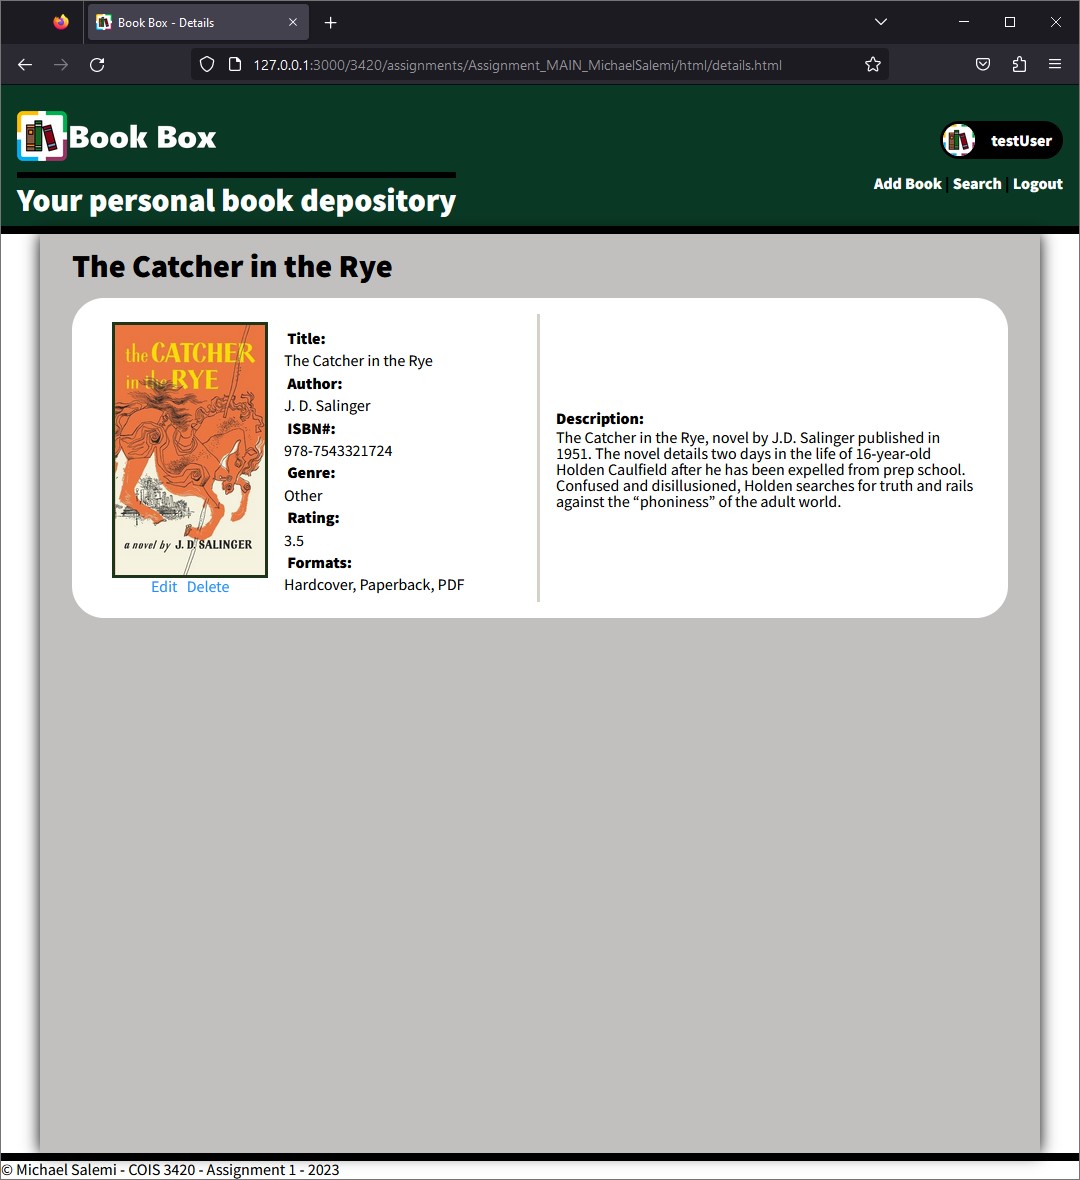 Book Box - Details
127.0.0.1:3000/3420/assignments/Assignment_MAIN_MichaelSalemi/html/details.html
Book Box
testUser
Your personal book depository
Add Book | Search | Logout
The Catcher in the Rye
the CATCHER
in the RYE
a novel by J. D. SALINGER
Edit Delete
Title:
The Catcher in the Rye
Author:
J. D. Salinger
ISBN#:
978-7543321724
Genre:
Other
Rating:
3.5
Formats:
Hardcover, Paperback, PDF
Description:
The Catcher in the Rye, novel by J.D. Salinger published in
1951. The novel details two days in the life of 16-year-old
Holden Caulfield after he has been expelled from prep school.
Confused and disillusioned, Holden searches for truth and rails
against the “phoniness” of the adult world.
© Michael Salemi - COIS 3420 - Assignment 1 - 2023